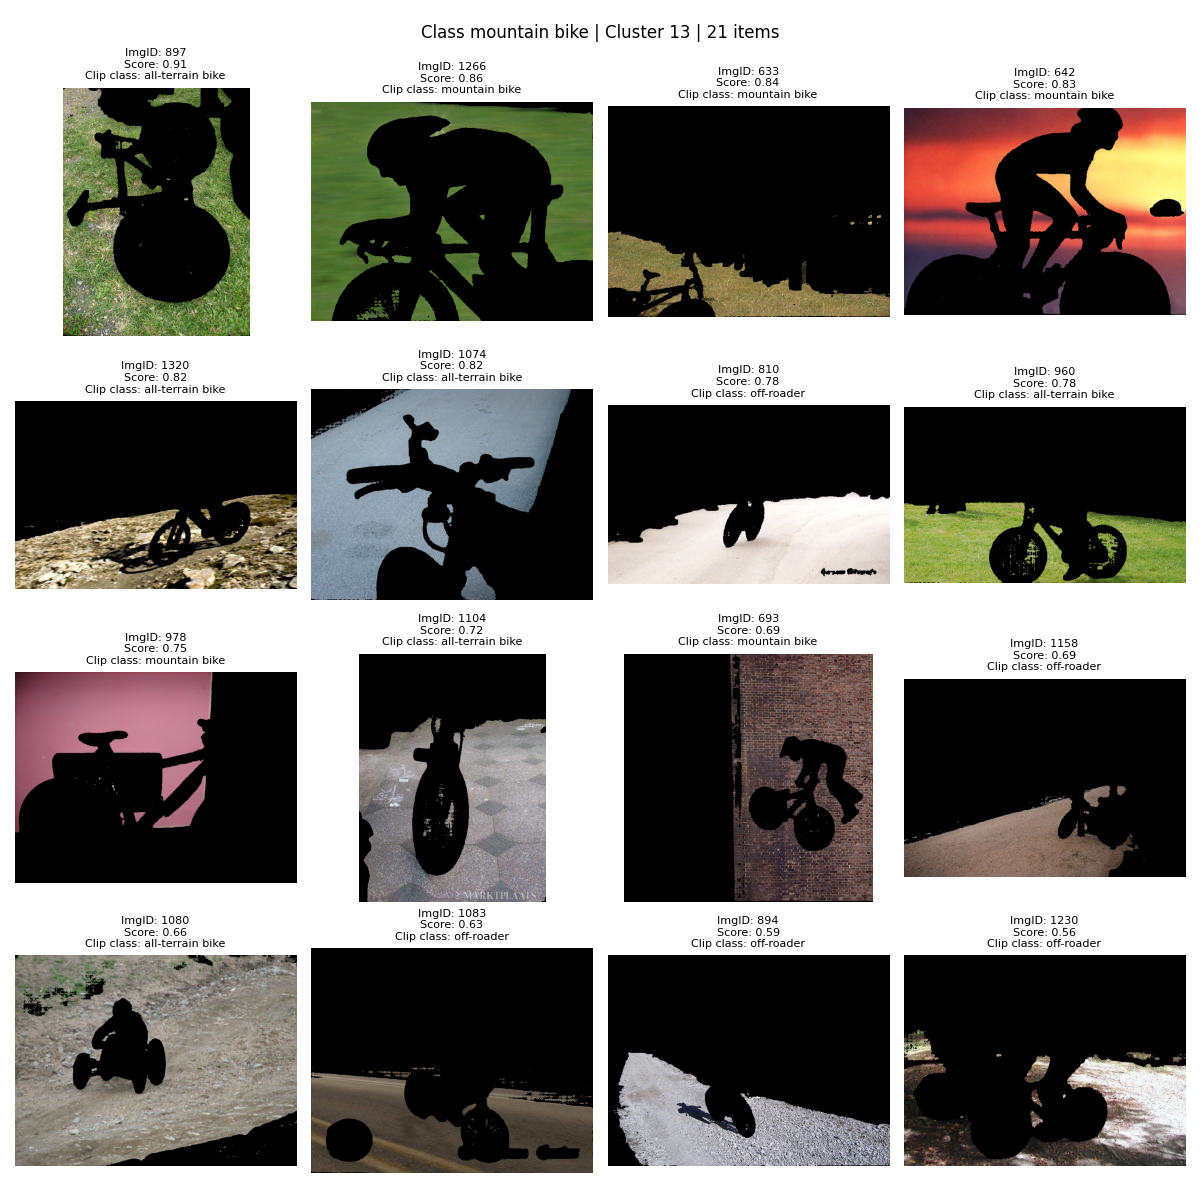 Class mountain bike | Cluster 13 | 21 items
ImgID: 897
Score: 0.91
Clip class: all-terrain bike
ImgID: 1266
Score: 0.86
Clip class: mountain bike
ImgID: 633
Score: 0.84
Clip class: mountain bike
ImgID: 642
Score: 0.83
Clip class: mountain bike
ImgID: 1320
Score: 0.82
Clip class: all-terrain bike
ImgID: 1074
Score: 0.82
Clip class: all-terrain bike
ImgID: 810
Score: 0.78
Clip class: off-roader
ImgID: 960
Score: 0.78
Clip class: all-terrain bike
ImgID: 978
Score: 0.75
Clip class: mountain bike
ImgID: 1104
Score: 0.72
Clip class: all-terrain bike
MARKTPLAATS
ImgID: 693
Score: 0.69
Clip class: mountain bike
ImgID: 1158
Score: 0.69
Clip class: off-roader
ImgID: 1080
Score: 0.66
Clip class: all-terrain bike
ImgID: 1083
Score: 0.63
Clip class: off-roader
ImgID: 894
Score: 0.59
Clip class: off-roader
ImgID: 1230
Score: 0.56
Clip class: off-roader